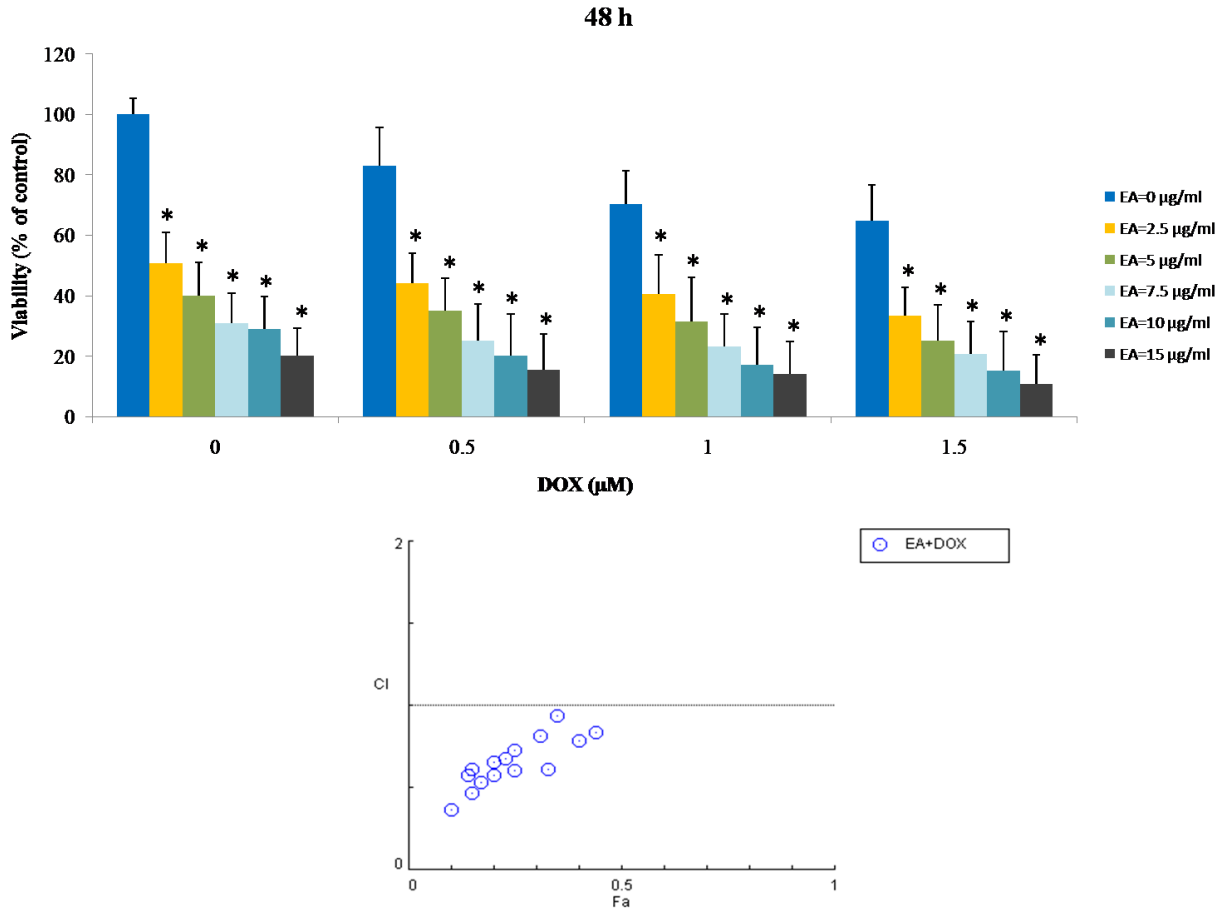 48 h
120
100
80
60
40
20
0
Viability (% of control)
* * * * *
* * * * *
* * * * *
* * * * *
0 0.5 1 1.5
DOX (µM)
EA=0 µg/ml
EA=2.5 µg/ml
EA=5 µg/ml
EA=7.5 µg/ml
EA=10 µg/ml
EA=15 µg/ml
EA+DOX
2
CI
0
0 0.5 1
Fa